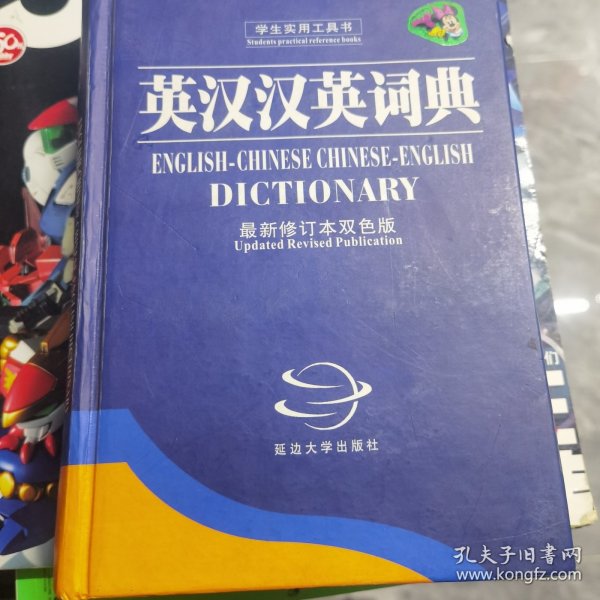 学生实用工具书
Students practical reference books
英汉汉英词典
ENGLISH-CHINESE CHINESE-ENGLISH
DICTIONARY
最新修订本双色版
Updated Revised Publication
延边大学出版社
们
孔夫子旧书网
www.kongfz.com